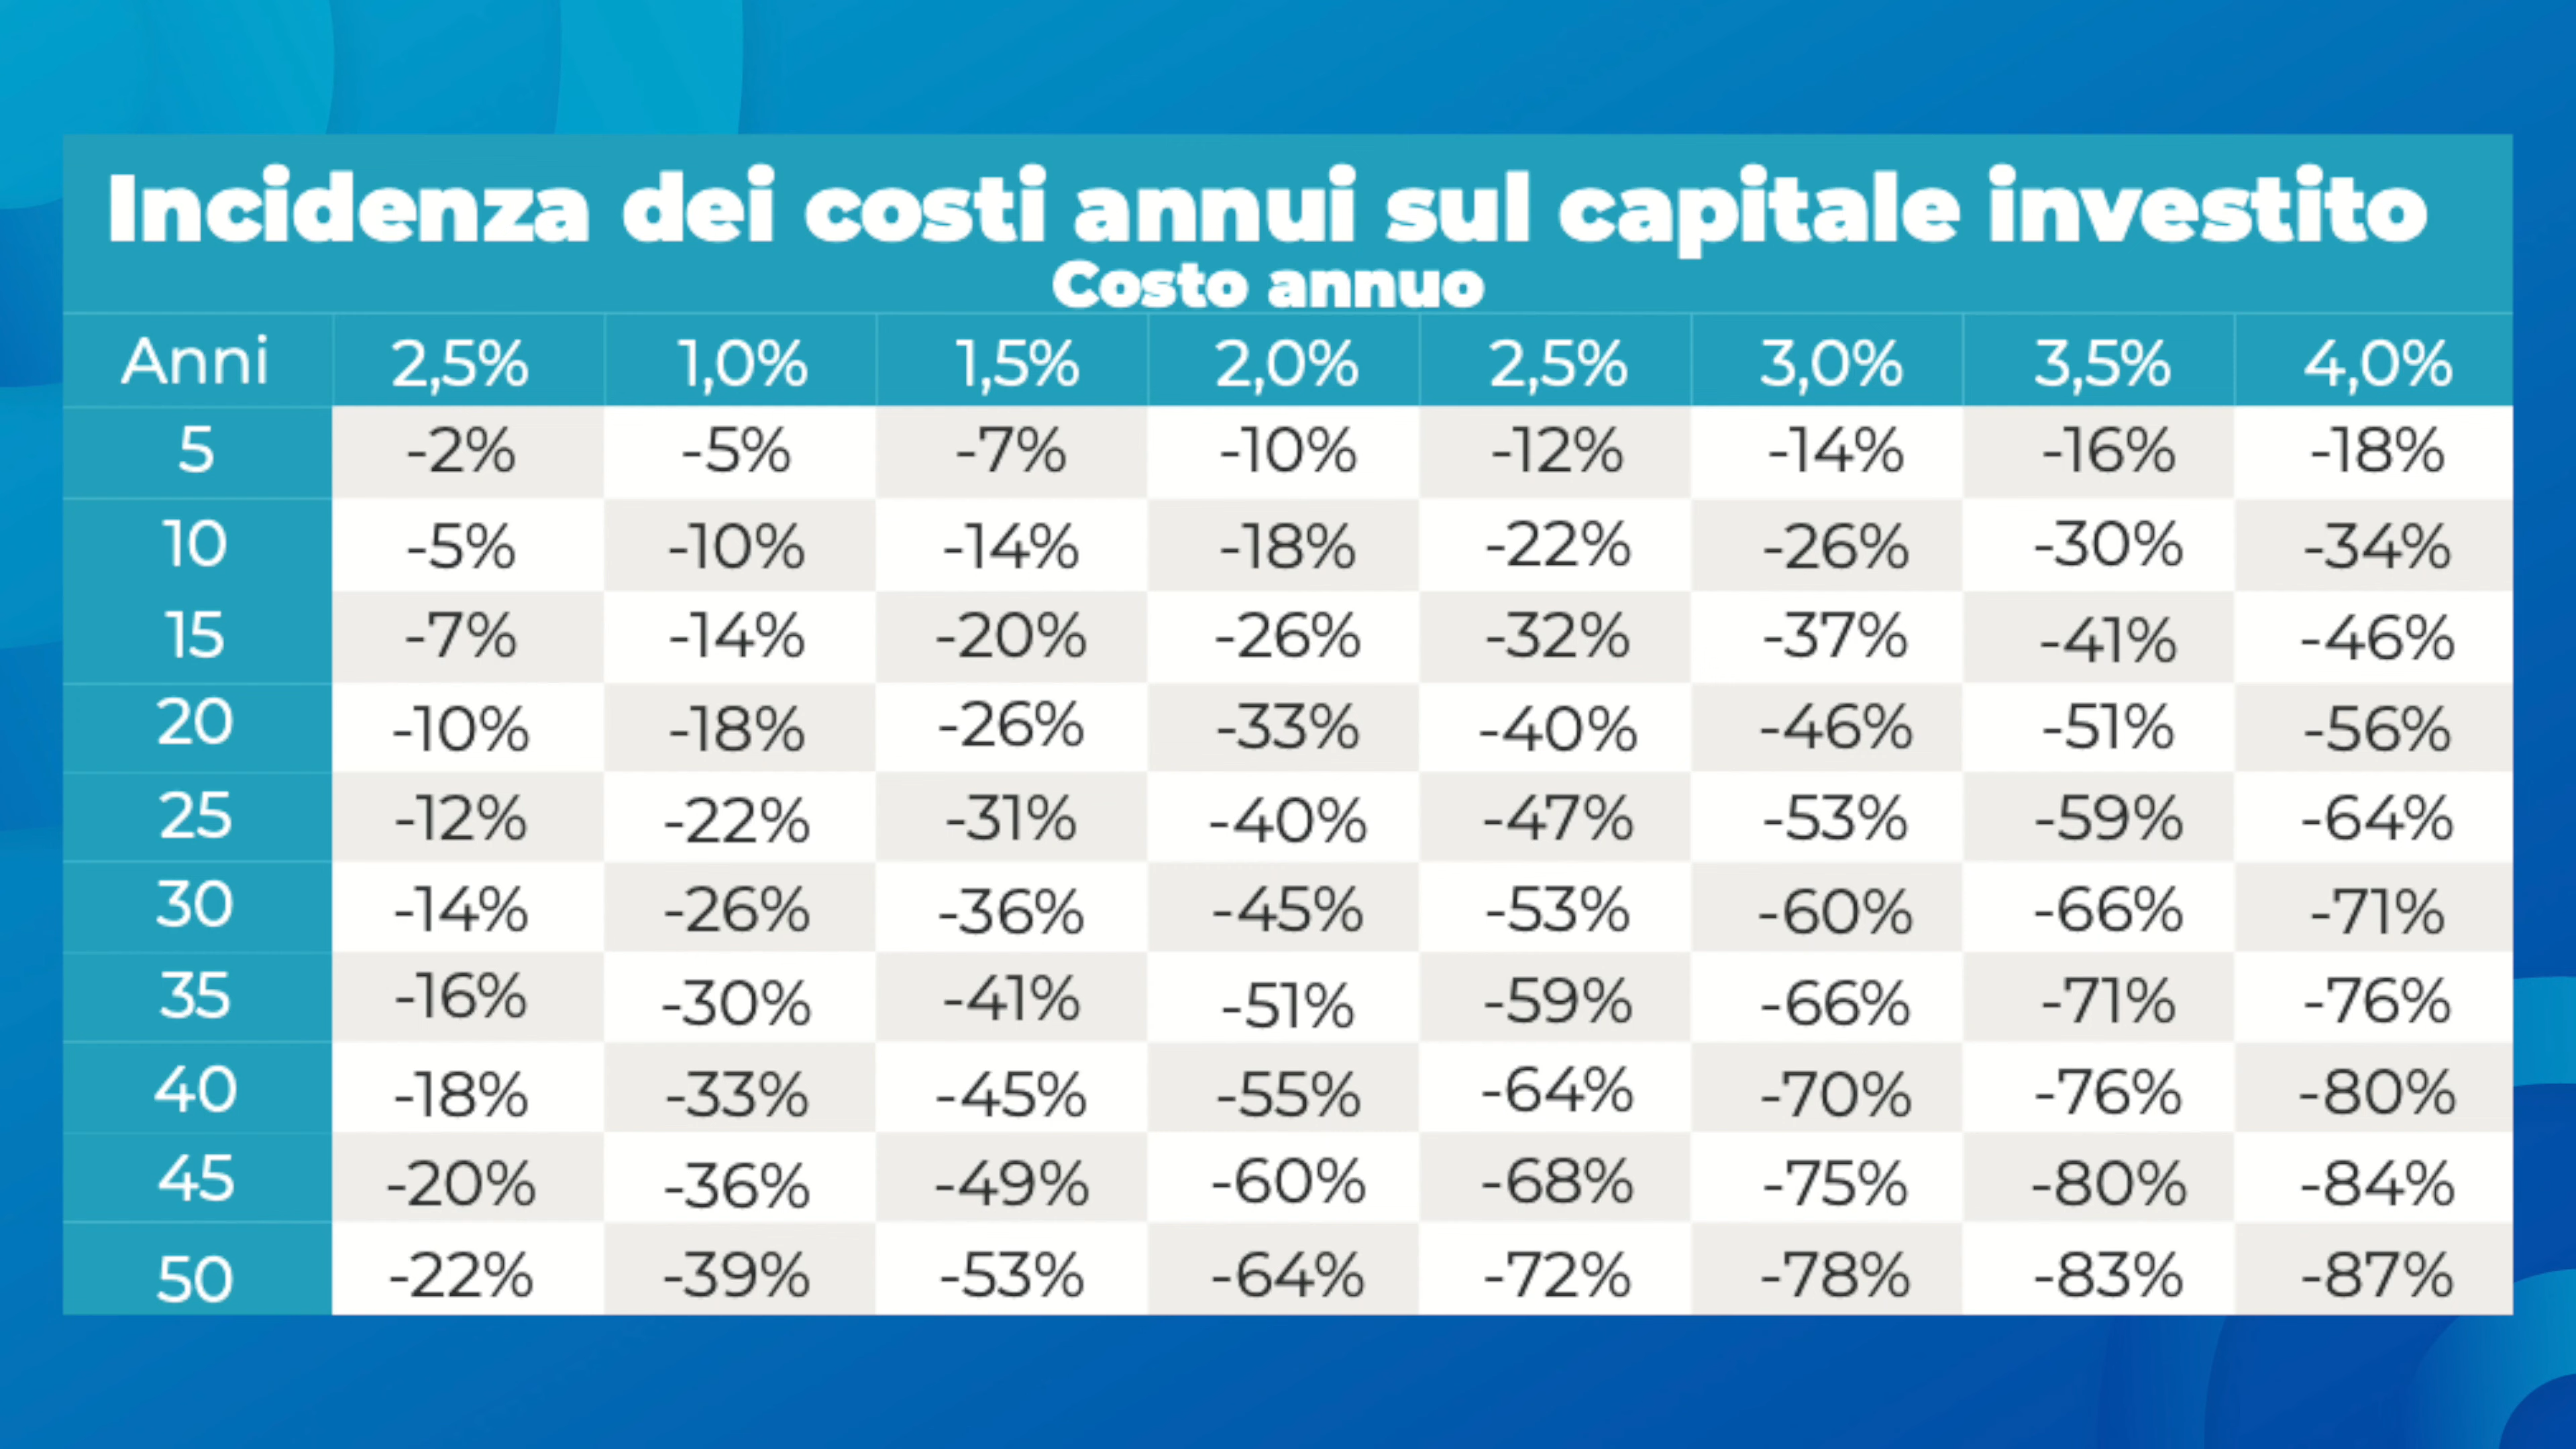 Incidenza dei costi annui sul capitale investito
Costo annuo
Anni 2,5% 1,0% 1,5% 2,0% 2,5% 3,0% 3,5% 4,0%
5 -2% -5% -7% -10% -12% -14% -16% -18%
10 -5% -10% -14% -18% -22% -26% -30% -34%
15 -7% -14% -20% -26% -32% -37% -41% -46%
20 -10% -18% -26% -33% -40% -46% -51% -56%
25 -12% -22% -31% -40% -47% -53% -59% -64%
30 -14% -26% -36% -45% -53% -60% -66% -71%
35 -16% -30% -41% -51% -59% -66% -71% -76%
40 -18% -33% -45% -55% -64% -70% -76% -80%
45 -20% -36% -49% -60% -68% -75% -80% -84%
50 -22% -39% -53% -64% -72% -78% -83% -87%